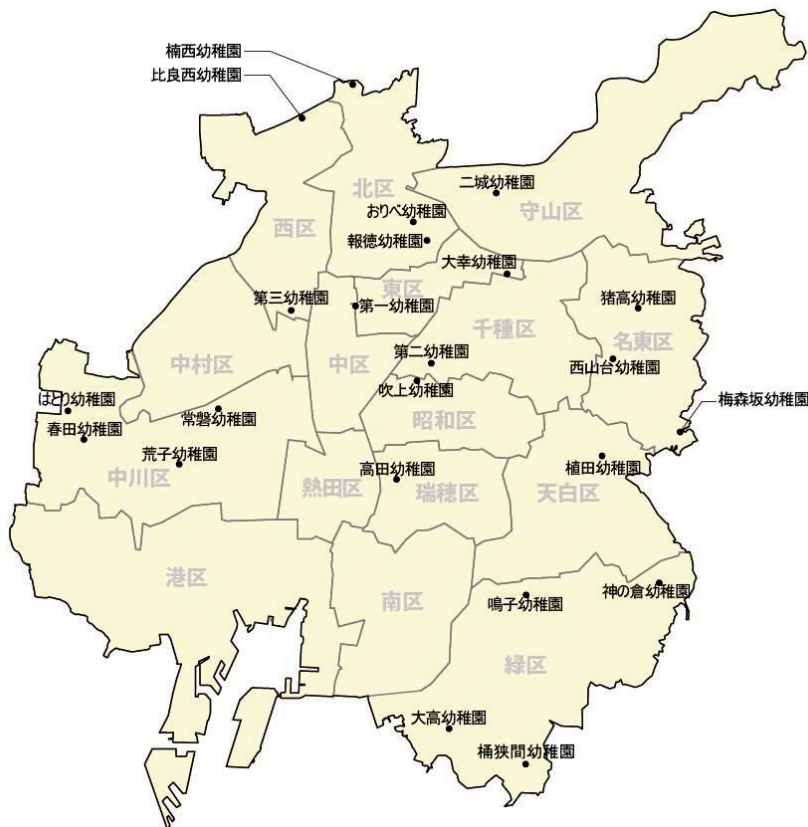 楠西幼稚園
比良西幼稚園
北区
二城幼稚園
守山区
おりべ幼稚園
西区
報徳幼稚園
大幸幼稚園
東区
第三幼稚園
第一幼稚園
猪高幼稚園
千種区
名東区
中村区
中区
第二幼稚園
西山台幼稚園
吹上幼稚園
はとり幼稚園
常磐幼稚園
昭和区
梅森坂幼稚園
春田幼稚園
荒子幼稚園
中川区
高田幼稚園
植田幼稚園
熱田区
瑞穂区
天白区
港区
南区
鳴子幼稚園
神の倉幼稚園
緑区
大高幼稚園
桶狭間幼稚園